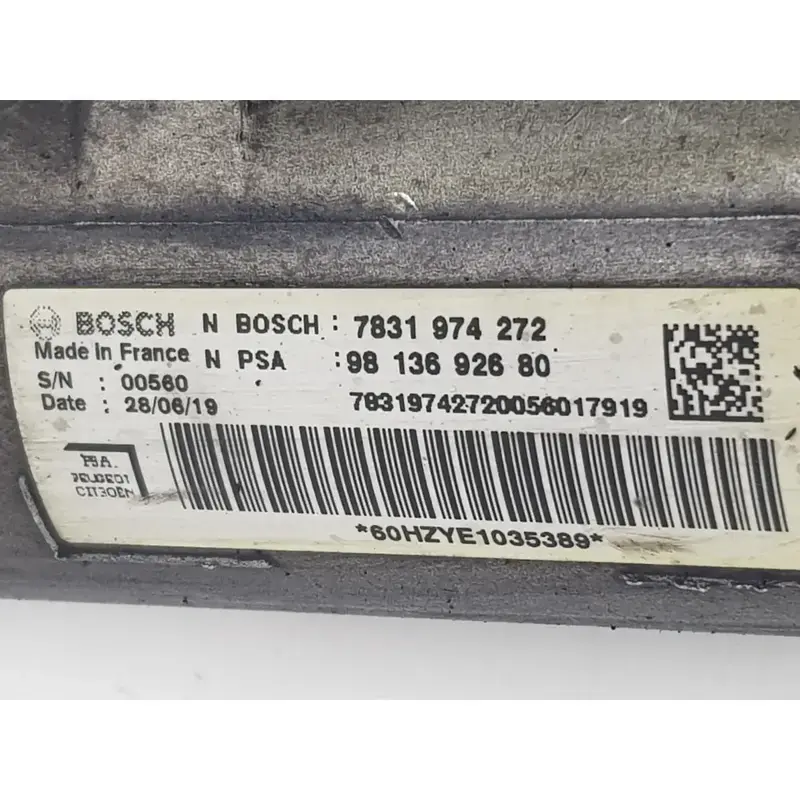 BOSCH N BOSCH : 7831 974 272
Made In France N PSA : 98 136 926 80
S/N : 00560
Date : 28/06/19 78319742720056017919
PSA
PEUGEOT
CITROËN
*60HZYE1035389*